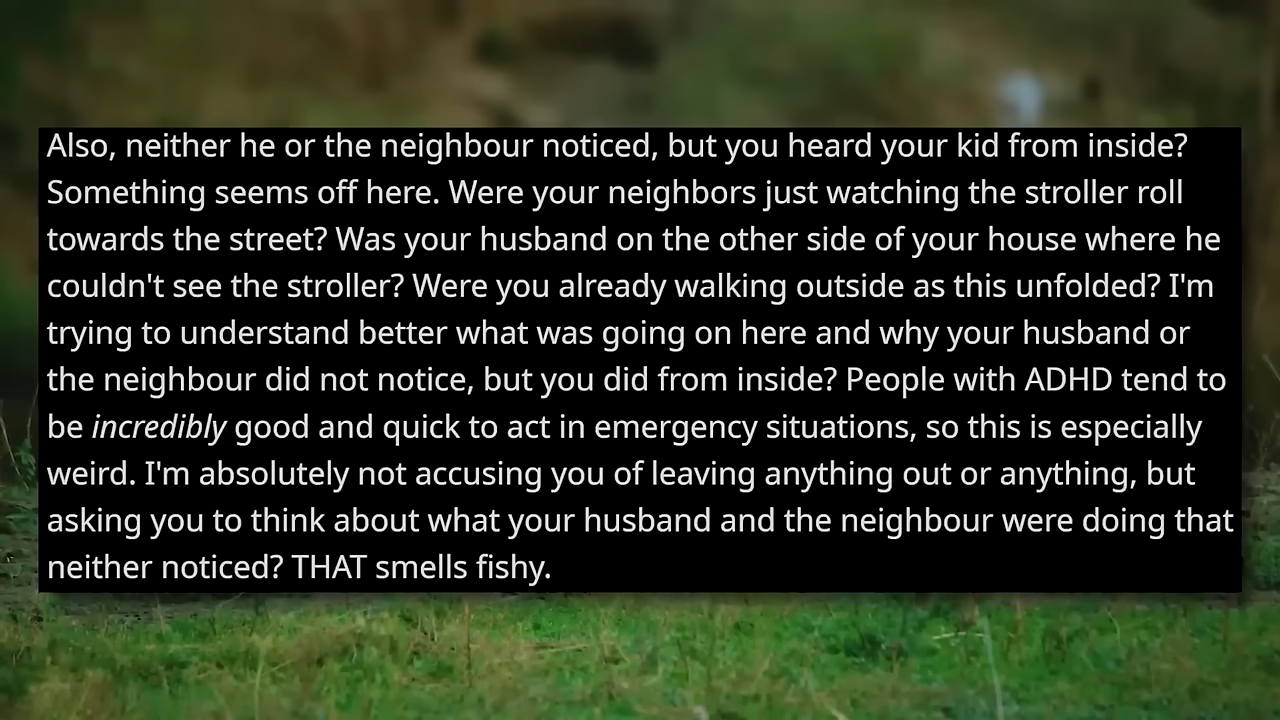 Also, neither he or the neighbour noticed, but you heard your kid from inside?
Something seems off here. Were your neighbors just watching the stroller roll
towards the street? Was your husband on the other side of your house where he
couldn't see the stroller? Were you already walking outside as this unfolded? I'm
trying to understand better what was going on here and why your husband or
the neighbour did not notice, but you did from inside? People with ADHD tend to
be incredibly good and quick to act in emergency situations, so this is especially
weird. I'm absolutely not accusing you of leaving anything out or anything, but
asking you to think about what your husband and the neighbour were doing that
neither noticed? THAT smells fishy.